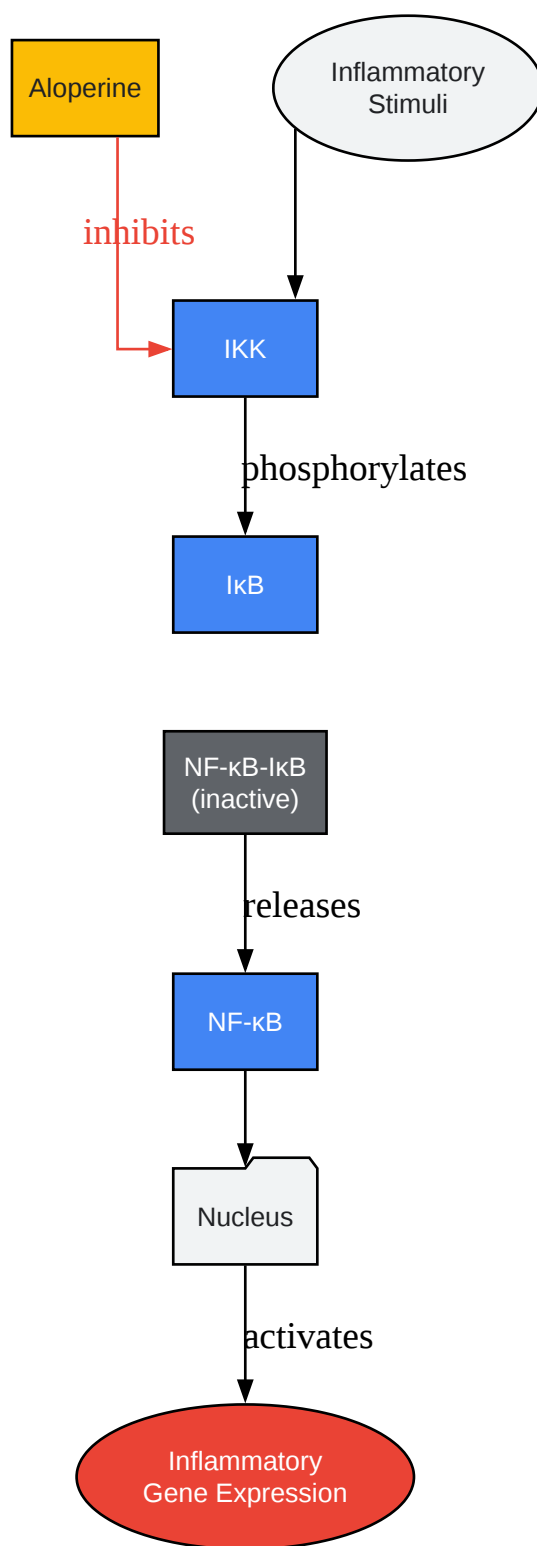 Aloperine
Inflammatory
Stimuli
inhibits
IKK
phosphorylates
IκB
NF-κB-IκB
(inactive)
releases
NF-κB
Nucleus
activates
Inflammatory
Gene Expression